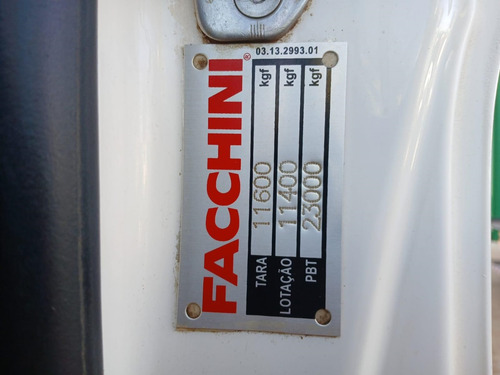 03.13.2993.01
FACCHINI®
TARA 11600 kgf
LOTAÇÃO 11400 kgf
PBT 23000 kgf